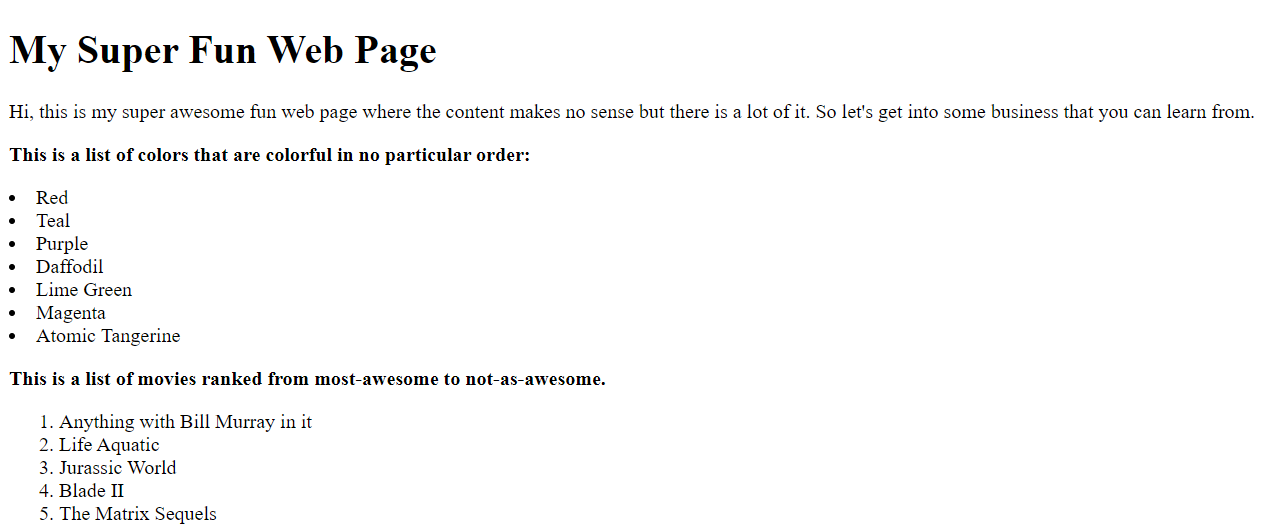 My Super Fun Web Page
Hi, this is my super awesome fun web page where the content makes no sense but there is a lot of it. So let's get into some business that you can learn from.
This is a list of colors that are colorful in no particular order:
• Red
• Teal
• Purple
• Daffodil
• Lime Green
• Magenta
• Atomic Tangerine
This is a list of movies ranked from most-awesome to not-as-awesome.
1. Anything with Bill Murray in it
2. Life Aquatic
3. Jurassic World
4. Blade II
5. The Matrix Sequels